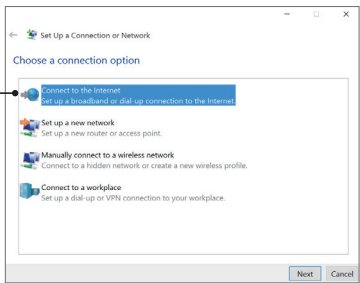 Set Up a Connection or Network
Choose a connection option
Connect to the Internet
Set up a broadband or dial-up connection to the Internet.
Set up a new network
Set up a new router or access point.
Manually connect to a wireless network
Connect to a hidden network or create a new wireless profile.
Connect to a workplace
Set up a dial-up or VPN connection to your workplace.
Next Cancel